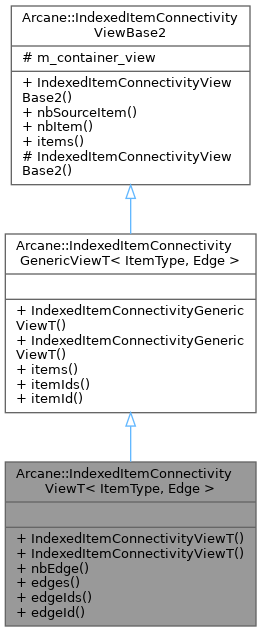 Arcane::IndexedItemConnectivity
ViewBase2
# m_container_view
+ IndexedItemConnectivityView
Base2()
+ nbSourceItem()
+ nbItem()
+ items()
# IndexedItemConnectivityView
Base2()
Arcane::IndexedItemConnectivity
GenericViewT< ItemType, Edge >
+ IndexedItemConnectivityGeneric
ViewT()
+ IndexedItemConnectivityGeneric
ViewT()
+ items()
+ itemIds()
+ itemId()
Arcane::IndexedItemConnectivity
ViewT< ItemType, Edge >
+ IndexedItemConnectivityViewT()
+ IndexedItemConnectivityViewT()
+ nbEdge()
+ edges()
+ edgeIds()
+ edgeId()